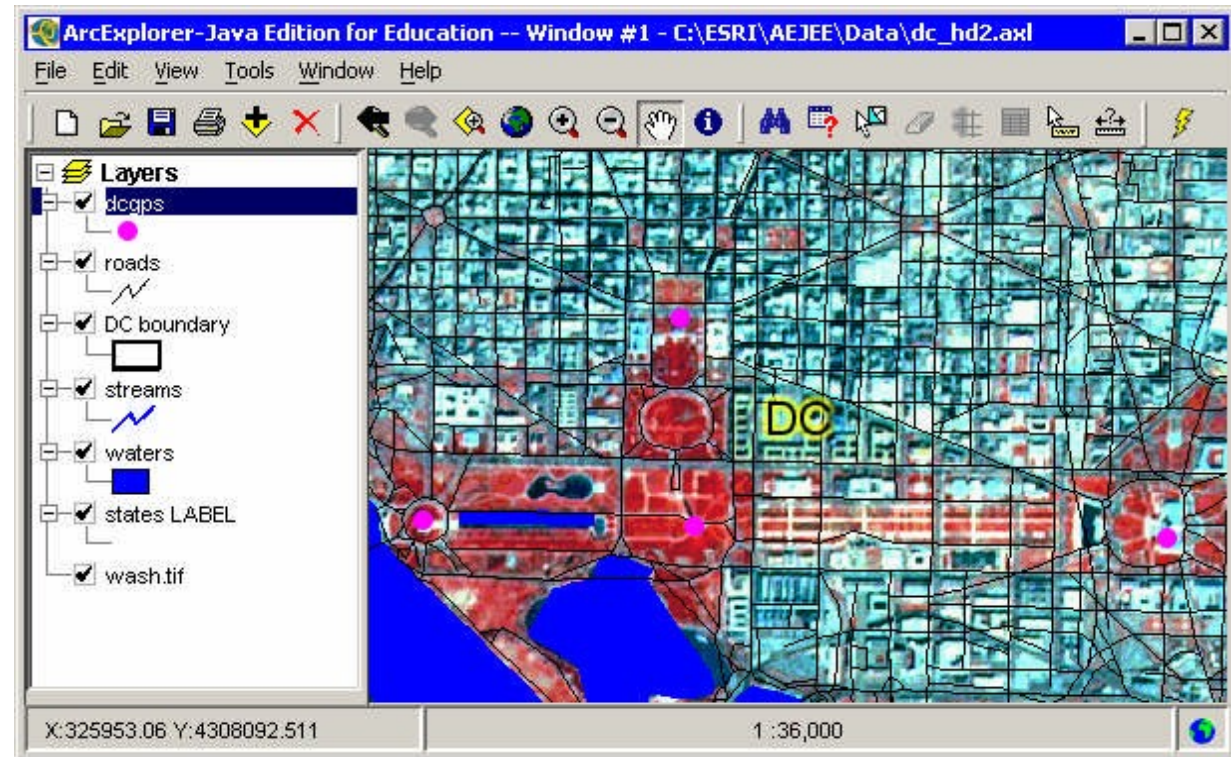 ArcExplorer-Java Edition for Education -- Window #1 - C:\ESRI\AEJEE\Data\dc_hd2.axl
File Edit View Tools Window Help
Layers
dcgps
roads
DC boundary
streams
waters
states LABEL
wash.tif
DC
X:325953.06 Y:4308092.511
1 :36,000